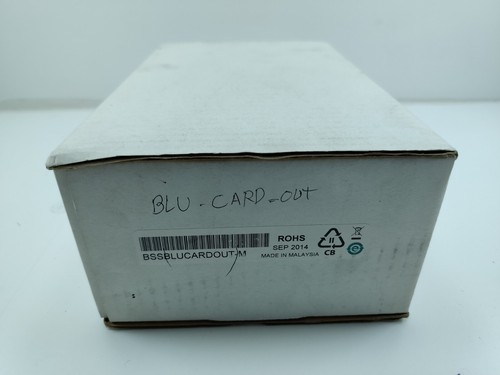 BLU-CARD-OUT
ROHS
SEP 2014
BSSBLUCARDOUT-M
MADE IN MALAYSIA
CB